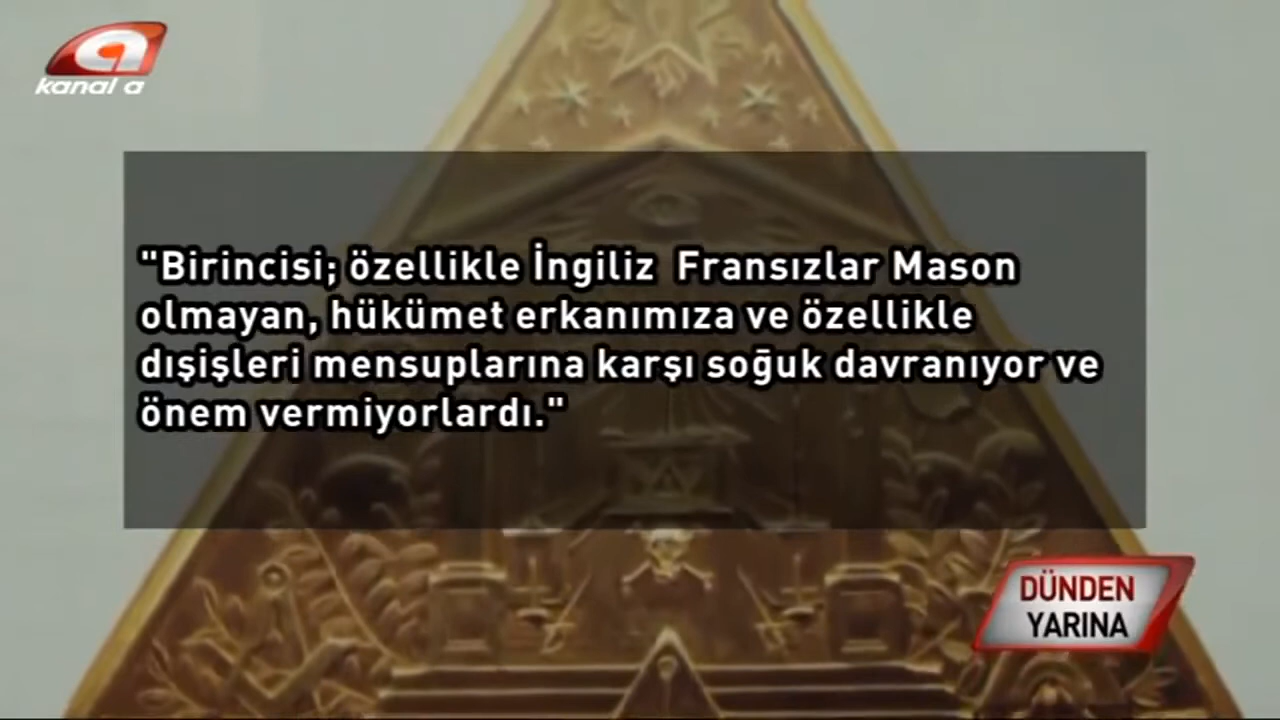 a
kanal a
"Birincisi; özellikle İngiliz  Fransızlar Mason
olmayan, hükümet erkanımıza ve özellikle
dışişleri mensuplarına karşı soğuk davranıyor ve
önem vermiyorlardı."
DÜNDEN
YARINA